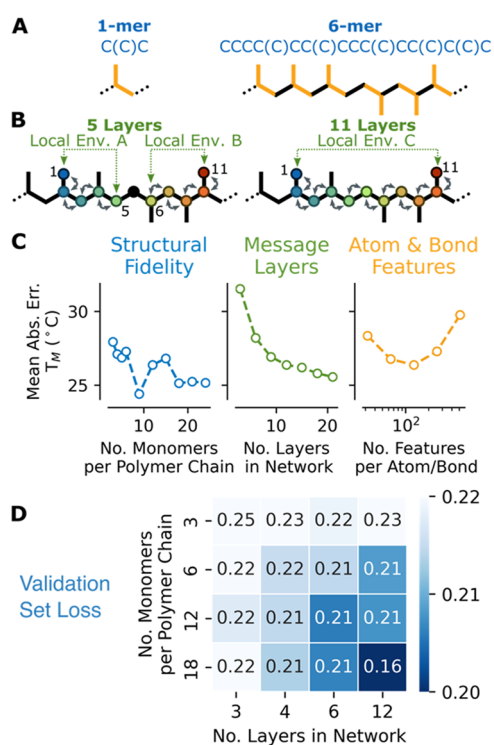 A
1-mer
6-mer
C(C)C
CCCC(C)CC(C)CCC(C)CC(C)C(C)C
B
5 Layers
11 Layers
Local Env. A
Local Env. B
Local Env. C
1
5
6
11
1
11
C
Structural
Fidelity
Message
Layers
Atom & Bond
Features
Mean Abs. Err.
T_M (°C)
30
25
10
20
10
20
10²
No. Monomers
per Polymer Chain
No. Layers
in Network
No. Features
per Atom/Bond
D
Validation
Set Loss
No. Monomers
per Polymer Chain
3
0.25 0.23 0.22 0.23
6
0.22 0.22 0.21 0.21
12
0.22 0.21 0.21 0.21
18
0.22 0.21 0.21 0.16
3 4 6 12
No. Layers in Network
0.22
0.21
0.20